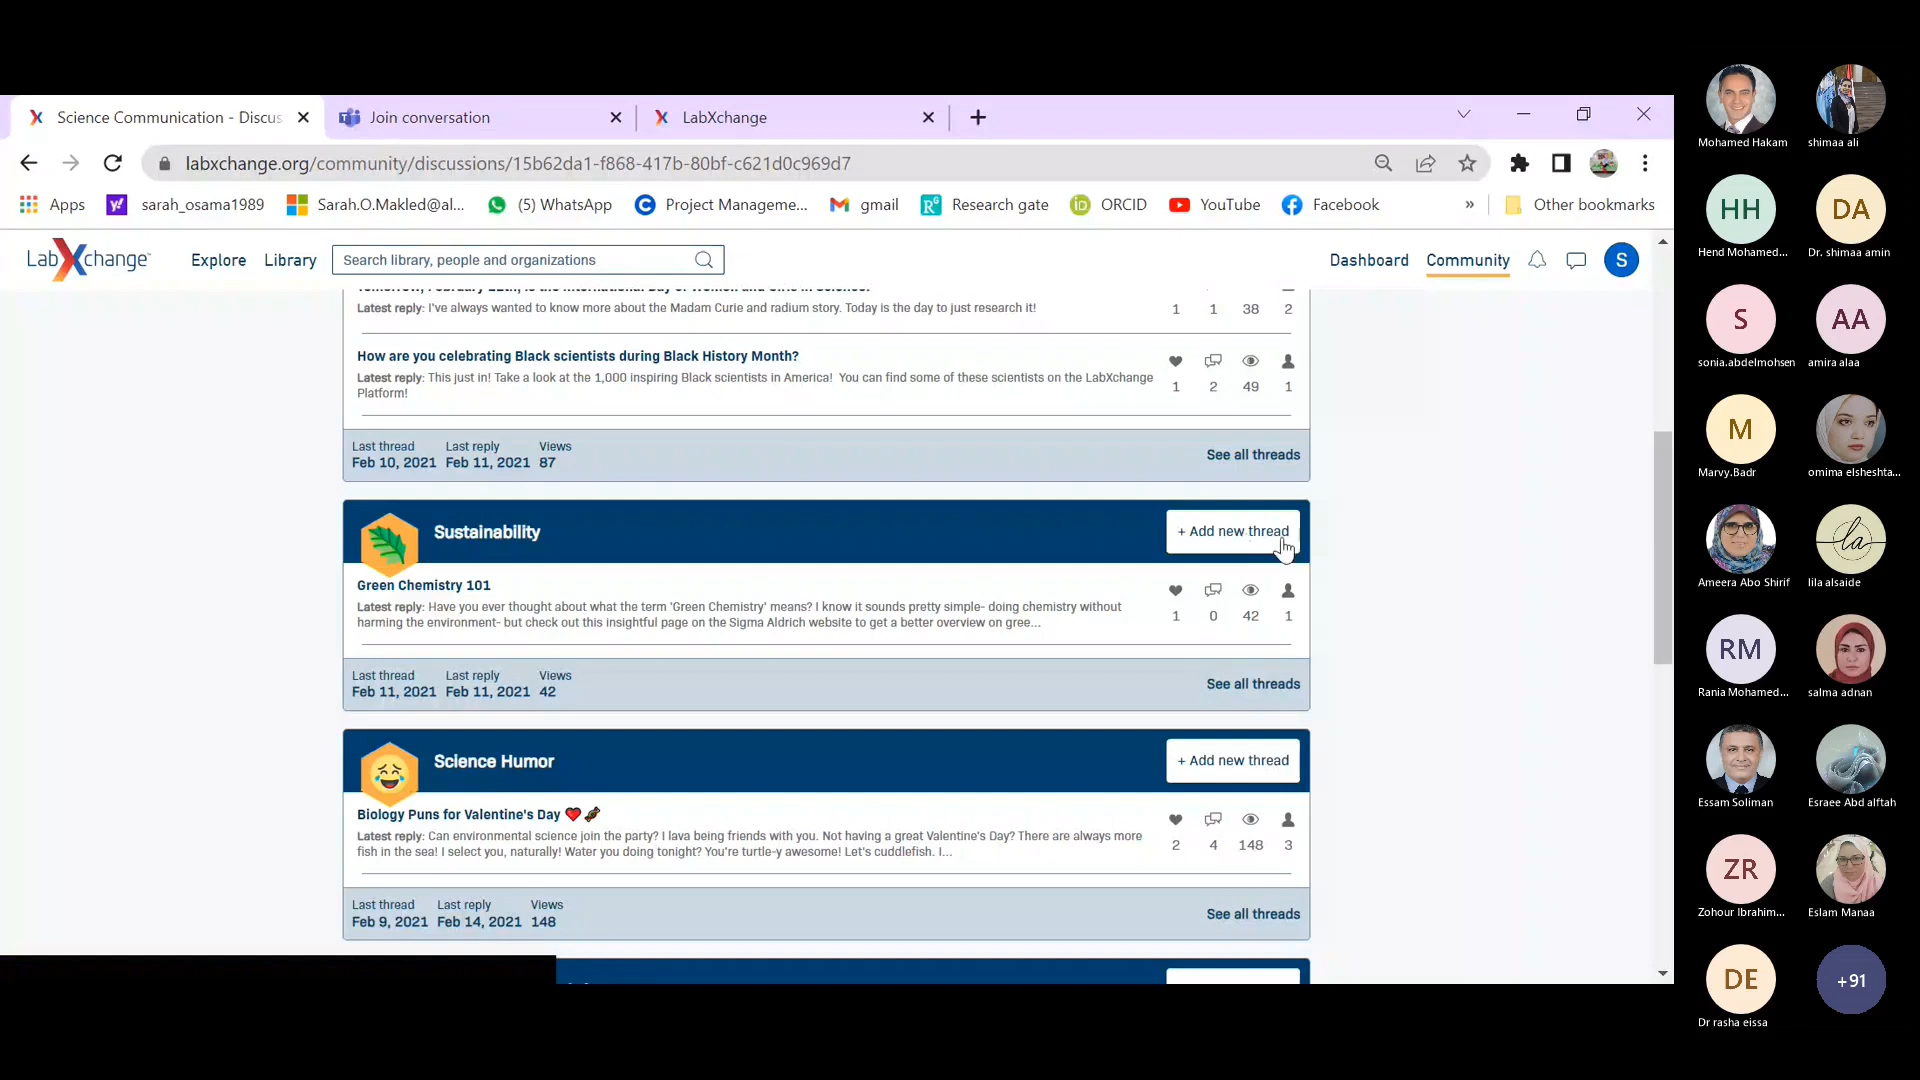 Science Communication - Discus
Join conversation
LabXchange
labxchange.org/community/discussions/15b62da1-f868-417b-80bf-c621d0c969d7
Apps
sarah_osama1989
Sarah.O.Makled@al...
(5) WhatsApp
Project Manageme...
gmail
Research gate
ORCID
YouTube
Facebook
»
Other bookmarks
LabXchange
Explore
Library
Search library, people and organizations
Dashboard
Community
S
Tomorrow, February 11th, is the International Day of Women and Girls in Science!
Latest reply: I've always wanted to know more about the Madam Curie and radium story. Today is the day to just research it!
1 1 38 2
How are you celebrating Black scientists during Black History Month?
Latest reply: This just in! Take a look at the 1,000 inspiring Black scientists in America! You can find some of these scientists on the LabXchange
Platform!
1 2 49 1
Last thread Last reply Views
Feb 10, 2021 Feb 11, 2021 87
See all threads
Sustainability
+ Add new thread
Green Chemistry 101
Latest reply: Have you ever thought about what the term 'Green Chemistry' means? I know it sounds pretty simple- doing chemistry without
harming the environment- but check out this insightful page on the Sigma Aldrich website to get a better overview on gree...
1 0 42 1
Last thread Last reply Views
Feb 11, 2021 Feb 11, 2021 42
See all threads
Science Humor
+ Add new thread
Biology Puns for Valentine's Day ❤️ 🍫
Latest reply: Can environmental science join the party? I lava being friends with you. Not having a great Valentine's Day? There are always more
fish in the sea! I select you, naturally! Water you doing tonight? You're turtle-y awesome! Let's cuddlefish. I...
2 4 148 3
Last thread Last reply Views
Feb 9, 2021 Feb 14, 2021 148
See all threads
Mohamed Hakam
shimaa ali
HH
DA
Hend Mohamed...
Dr. shimaa amin
S
AA
sonia.abdelmohsen
amira alaa
M
Marvy.Badr
omima elsheshta...
la
Ameera Abo Shirif
lila alsaide
RM
Rania Mohamed...
salma adnan
Essam Soliman
Esraee Abd alftah
ZR
Zohour Ibrahim...
Eslam Manaa
DE
+91
Dr rasha eissa